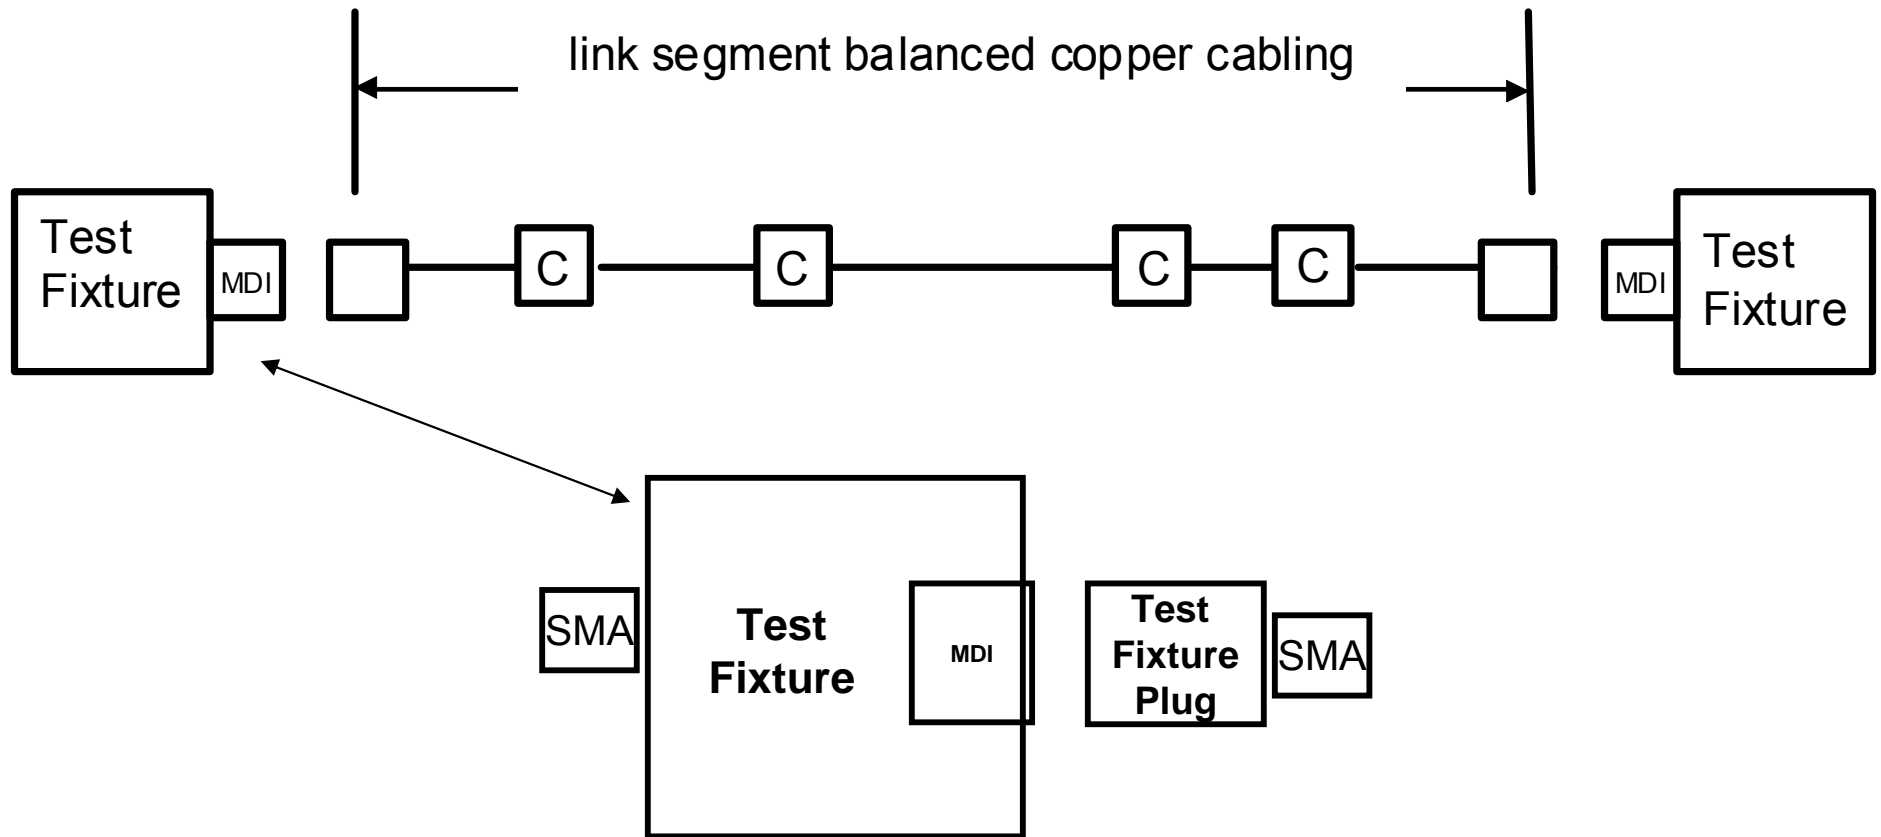 link segment balanced copper cabling
Test
Fixture
MDI
C
C
C
C
MDI
Test
Fixture
SMA
Test
Fixture
MDI
Test
Fixture
Plug
SMA